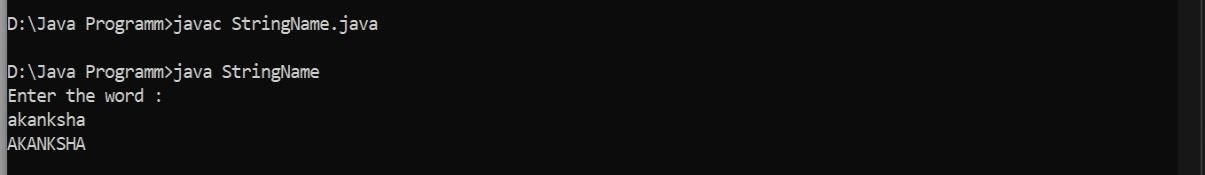 D:\Java Programm>javac StringName.java
D:\Java Programm>java StringName
Enter the word :
akanksha
AKANKSHA